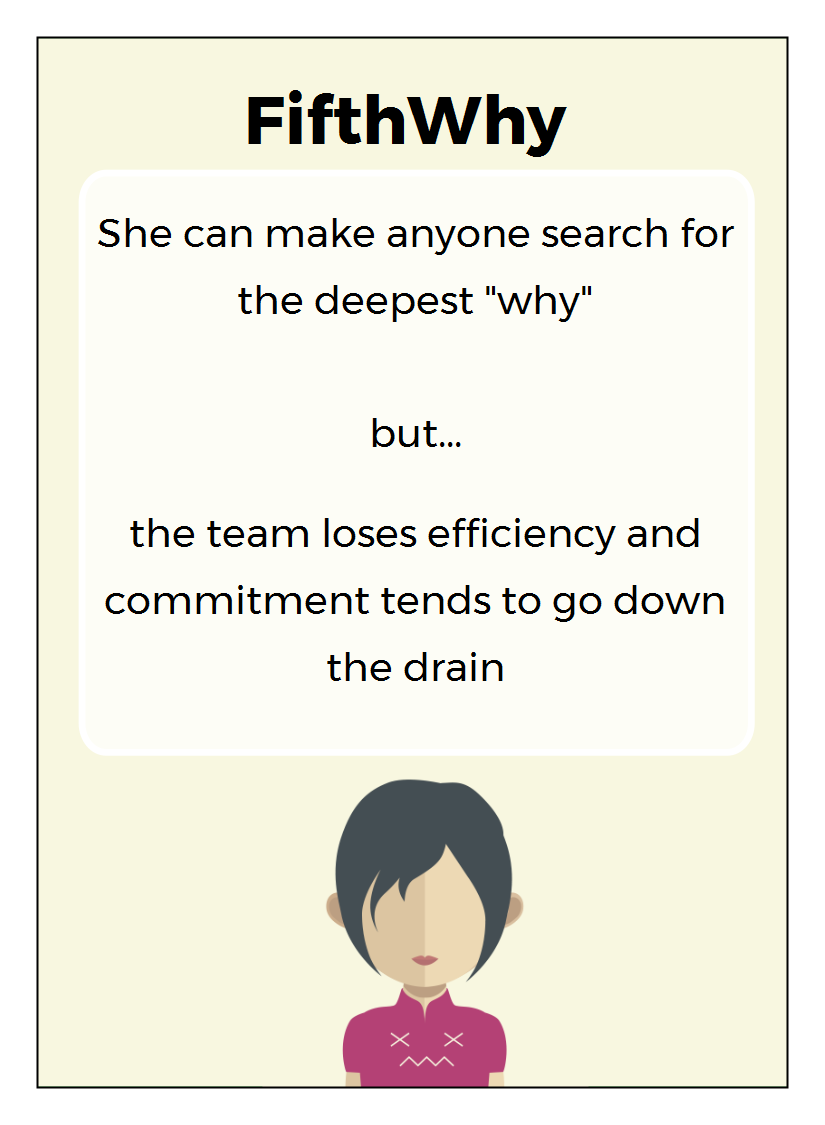 FifthWhy
She can make anyone search for
the deepest "why"
but...
the team loses efficiency and
commitment tends to go down
the drain